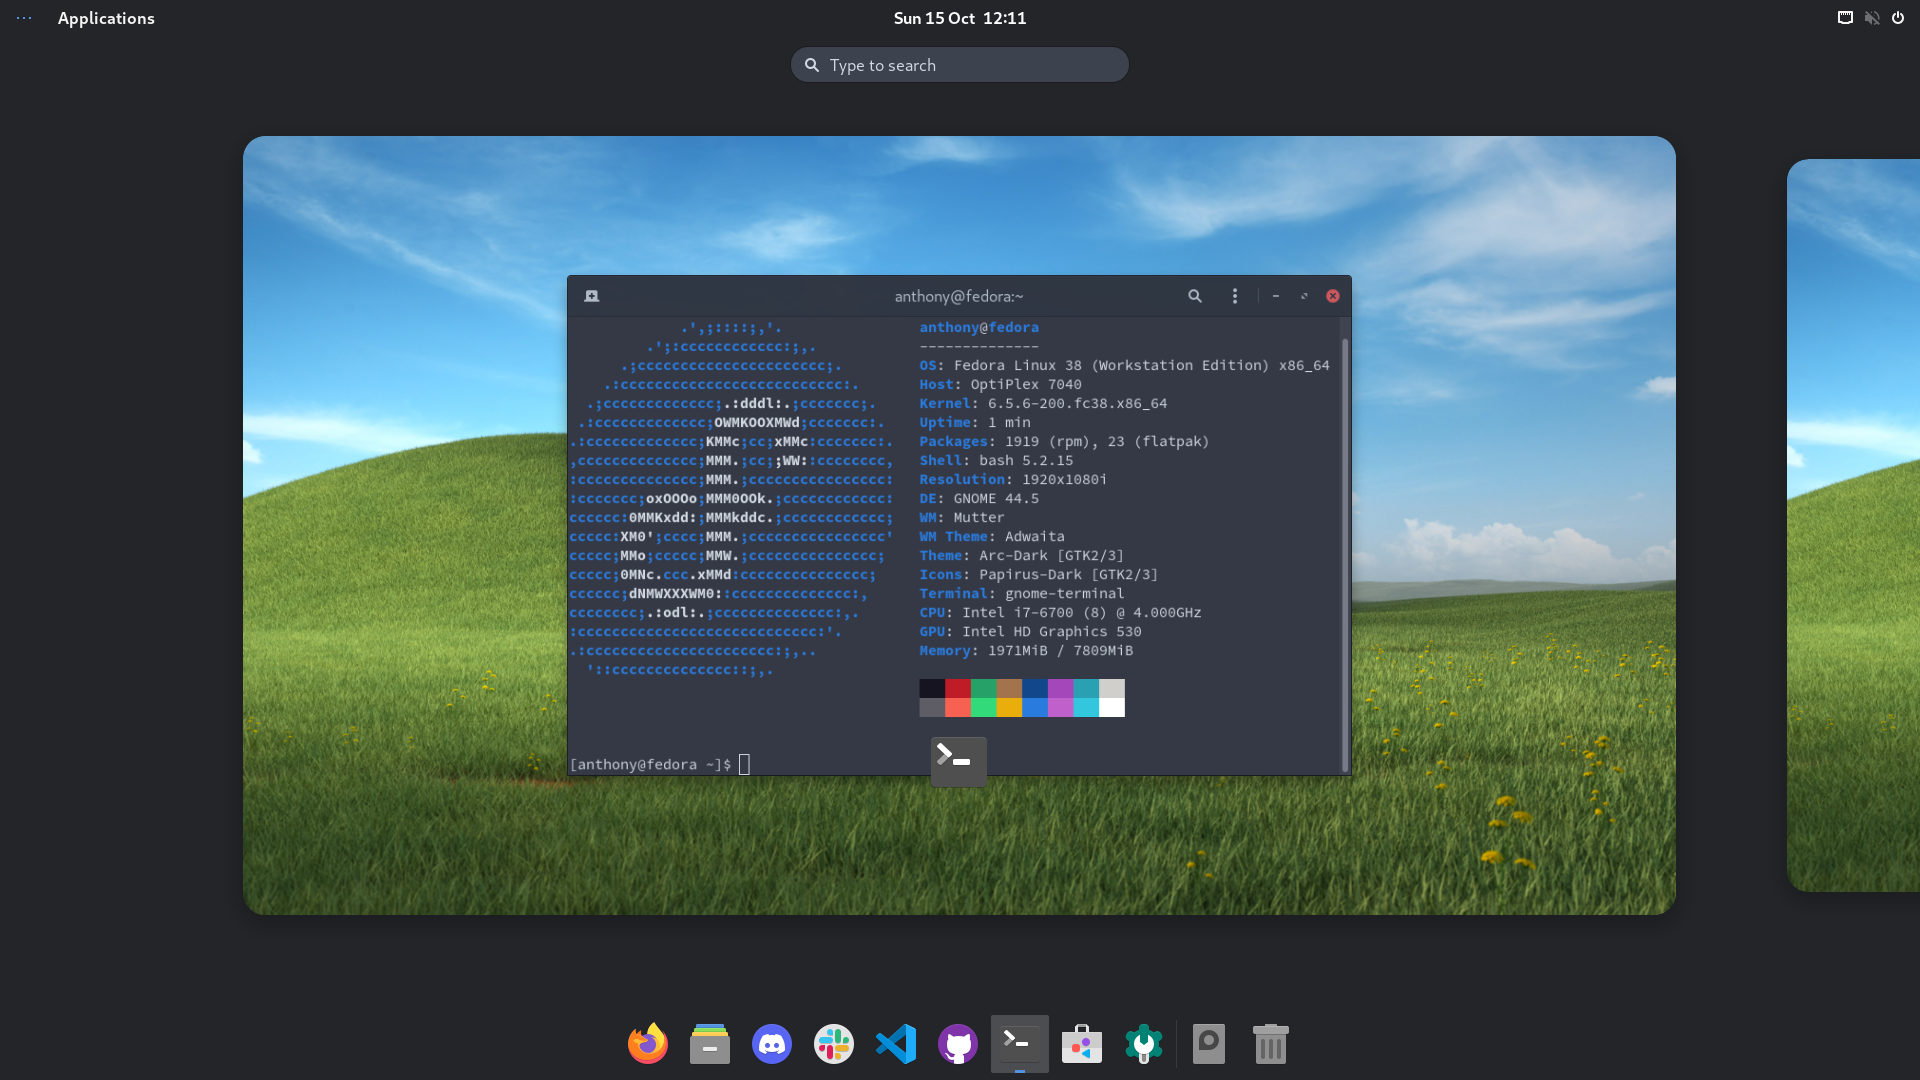 Applications
Sun 15 Oct 12:11
Type to search
anthony@fedora:~
.',;::::;,'.
.';:cccccccccccc:;,.
.;cccccccccccccccccccccc;.
.:cccccccccccccccccccccccccc:.
.;ccccccccccccc;.:dddl:.;ccccccc;.
.:ccccccccccccc;OWMKOOXMWd;ccccccc:.
.:ccccccccccccc;KMMc;cc;xMMc:ccccccc:.
,cccccccccccccc;MMM.;cc;;WW::cccccccc,
:cccccccccccccc;MMM.;cccccccccccccccc:
:ccccccc;oxOOOo;MMM0OOk.;cccccccccccc:
cccccc:0MMKxdd:;MMMkddc.;cccccccccccc;
ccccc:XM0';cccc;MMM.;cccccccccccccccc'
ccccc;MMo;ccccc;MMW.;ccccccccccccccc;
ccccc;0MNc.ccc.xMMd:ccccccccccccccc;
cccccc;dNMWXXXWM0::cccccccccccccc:,
cccccccc;.:odl:.;cccccccccccccc:,.
:cccccccccccccccccccccccccccc:'.
.:cccccccccccccccccccccc:;,..
'::cccccccccccccc::;,.
anthony@fedora
--------------
OS: Fedora Linux 38 (Workstation Edition) x86_64
Host: OptiPlex 7040
Kernel: 6.5.6-200.fc38.x86_64
Uptime: 1 min
Packages: 1919 (rpm), 23 (flatpak)
Shell: bash 5.2.15
Resolution: 1920x1080i
DE: GNOME 44.5
WM: Mutter
WM Theme: Adwaita
Theme: Arc-Dark [GTK2/3]
Icons: Papirus-Dark [GTK2/3]
Terminal: gnome-terminal
CPU: Intel i7-6700 (8) @ 4.000GHz
GPU: Intel HD Graphics 530
Memory: 1971MiB / 7809MiB
[anthony@fedora ~]$